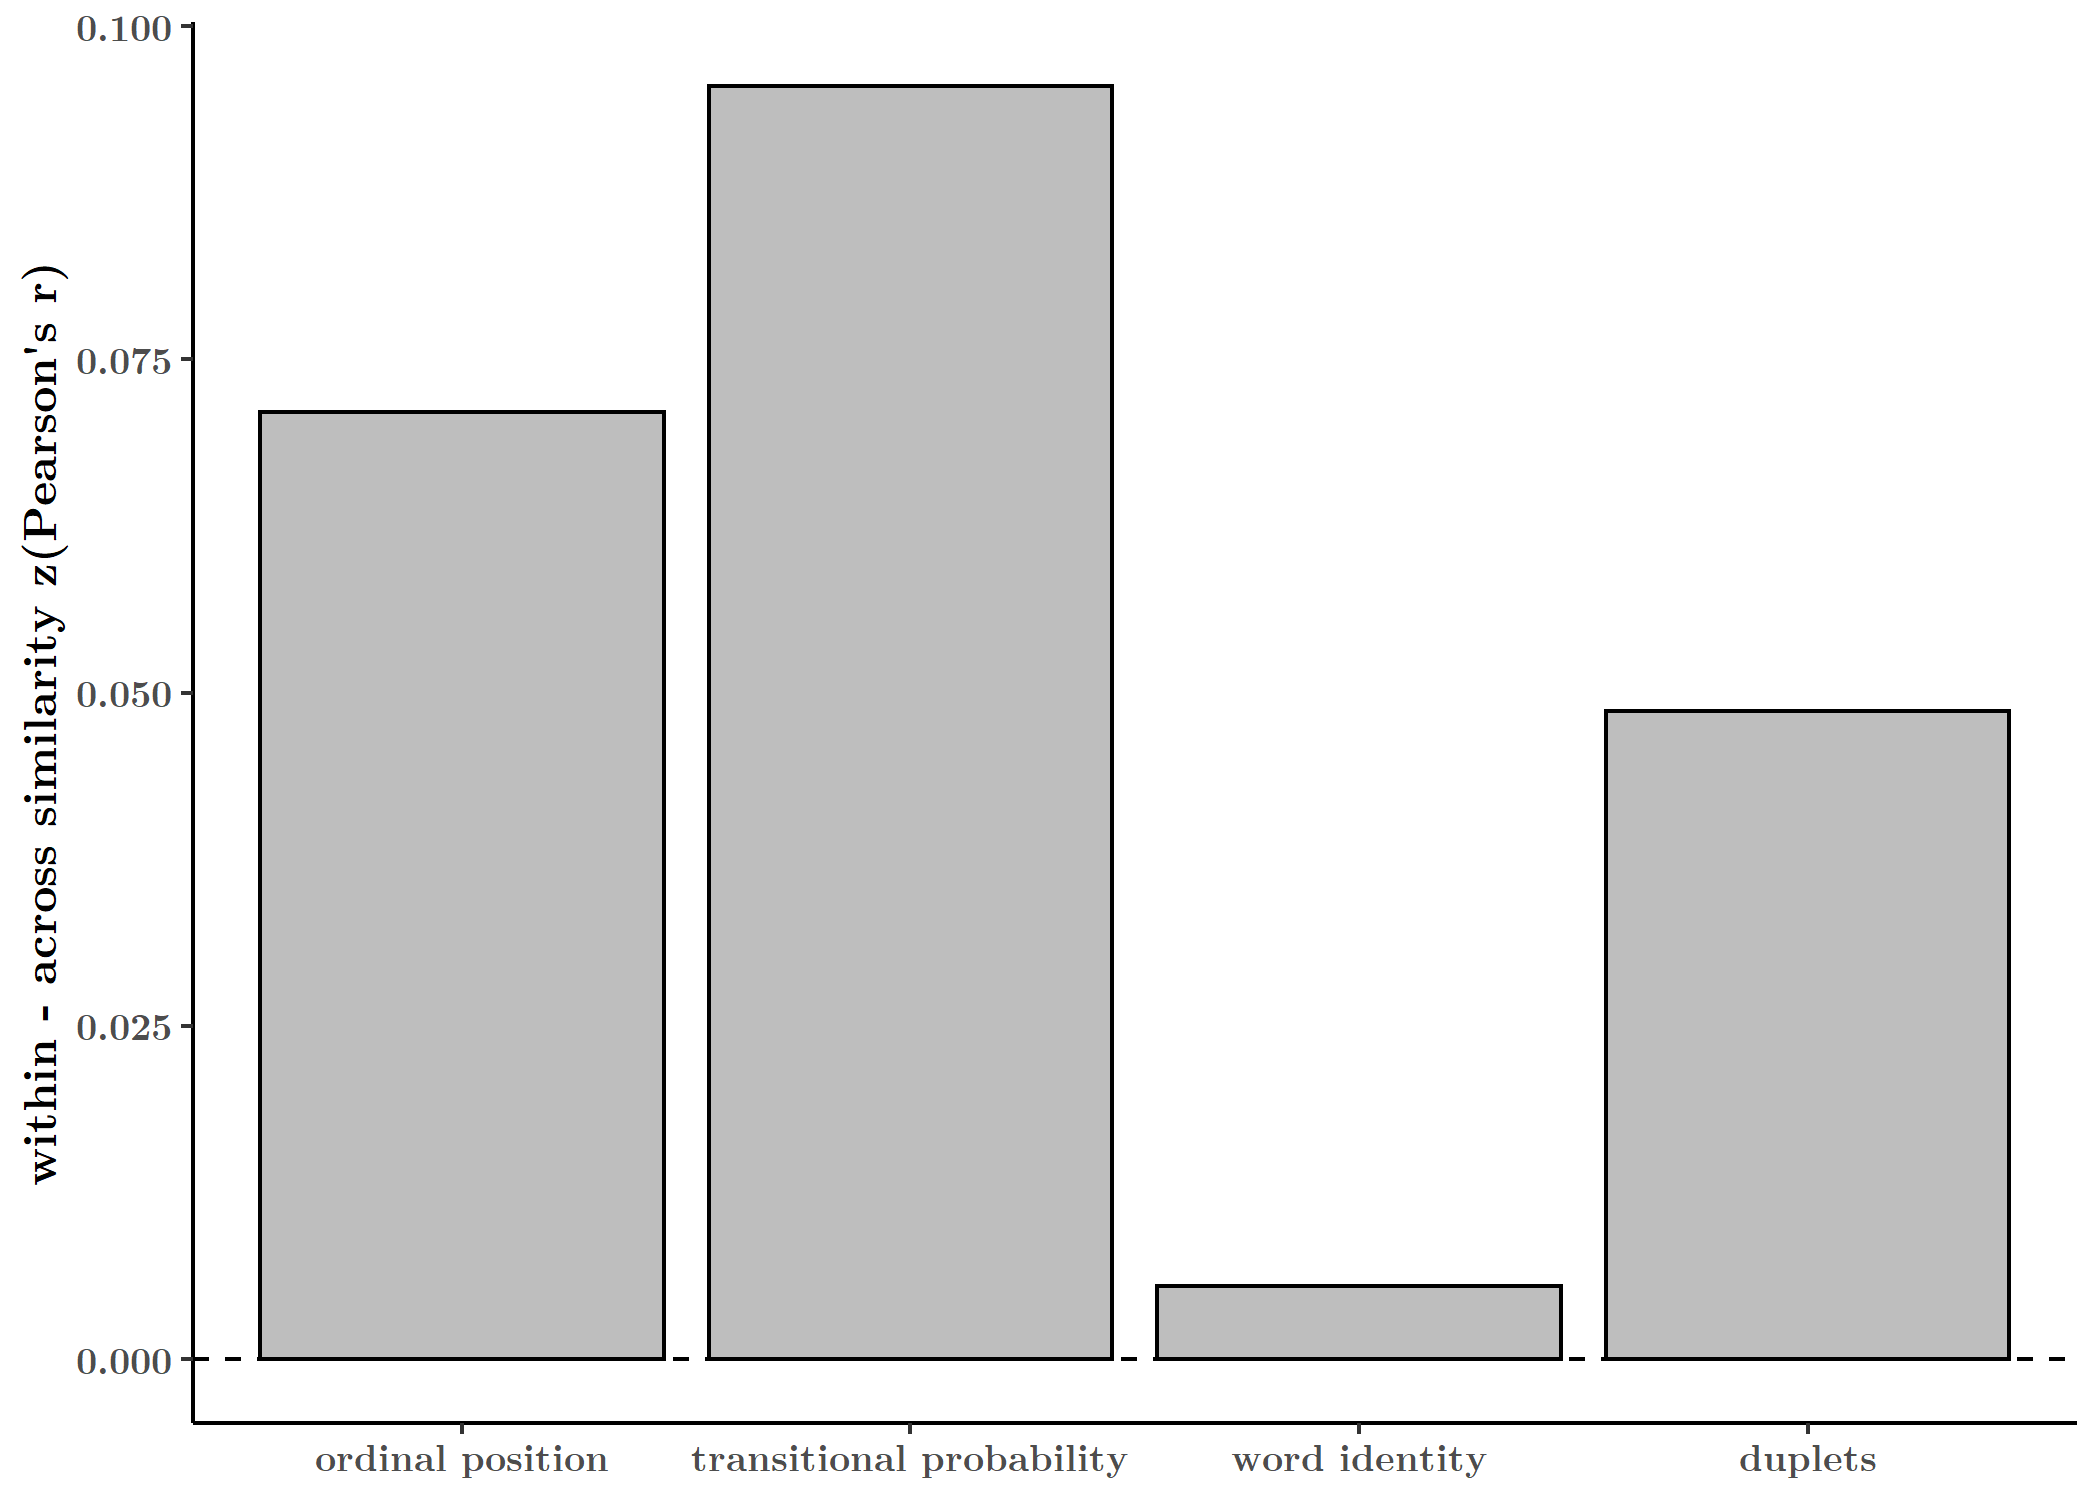 within - across similarity z(Pearson's r)
0.100
0.075
0.050
0.025
0.000
ordinal position
transitional probability
word identity
duplets